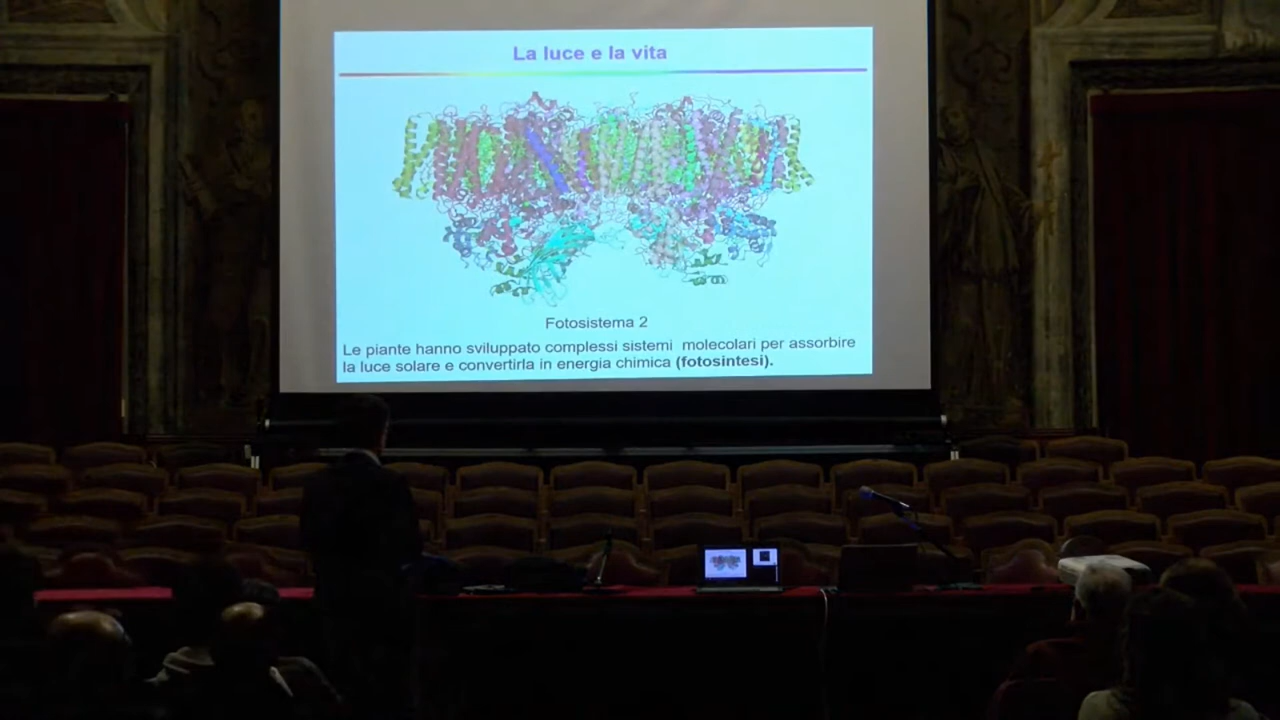 La luce e la vita
Fotosistema 2
Le piante hanno sviluppato complessi sistemi molecolari per assorbire
la luce solare e convertirla in energia chimica (fotosintesi).